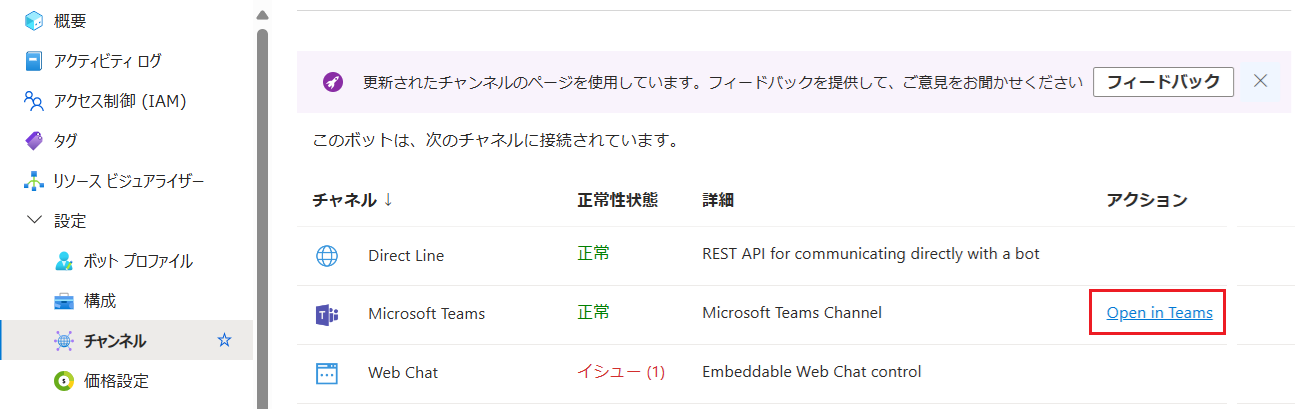 概要
アクティビティ ログ
アクセス制御 (IAM)
タグ
リソース ビジュアライザー
設定
ボット プロファイル
構成
チャンネル
価格設定
更新されたチャンネルのページを使用しています。フィードバックを提供して、ご意見をお聞かせください フィードバック
このボットは、次のチャネルに接続されています。
チャネル ↓ 正常性状態 詳細 アクション
Direct Line 正常 REST API for communicating directly with a bot
Microsoft Teams 正常 Microsoft Teams Channel Open in Teams
Web Chat イシュー (1) Embeddable Web Chat control